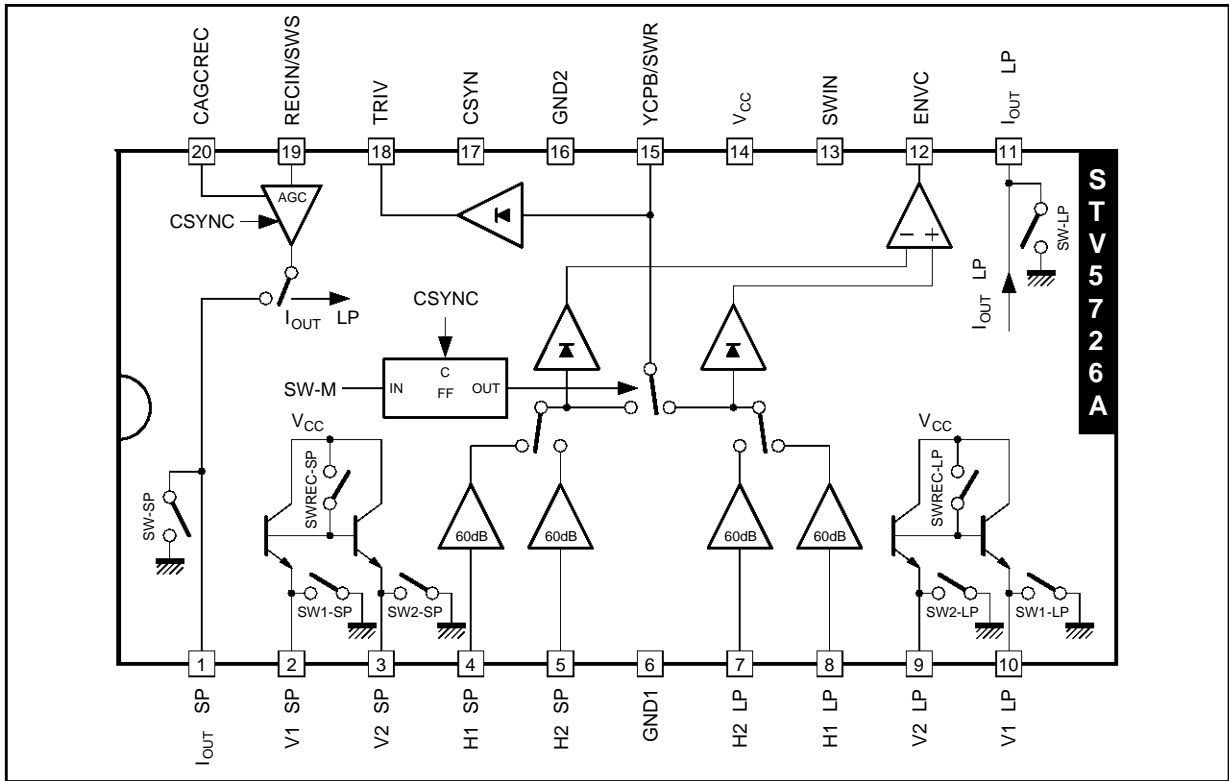 CAGCREC
RECIN/SWS
TRIV
CSYN
GND2
YCPB/SWR
VCC
SWIN
ENVC
IOUT LP
20
19
18
17
16
15
14
13
12
11
STV5726A
AGC
CSYNC
IOUT LP
SW-LP
IOUT LP
CSYNC
SW-M
IN
C
FF
OUT
− +
VCC
VCC
SW-SP
SWREC-SP
SWREC-LP
60dB
60dB
60dB
60dB
SW1-SP
SW2-SP
SW2-LP
SW1-LP
1
2
3
4
5
6
7
8
9
10
IOUT SP
V1 SP
V2 SP
H1 SP
H2 SP
GND1
H2 LP
H1 LP
V2 LP
V1 LP